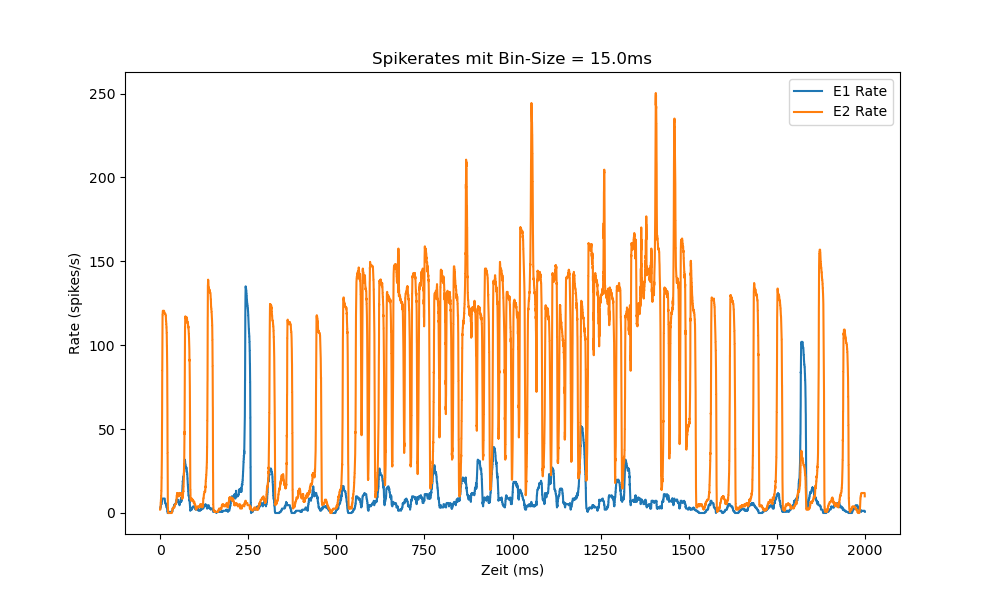 Spikerates mit Bin-Size = 15.0ms
E1 Rate
E2 Rate
Rate (spikes/s)
250
200
150
100
50
0
0 250 500 750 1000 1250 1500 1750 2000
Zeit (ms)